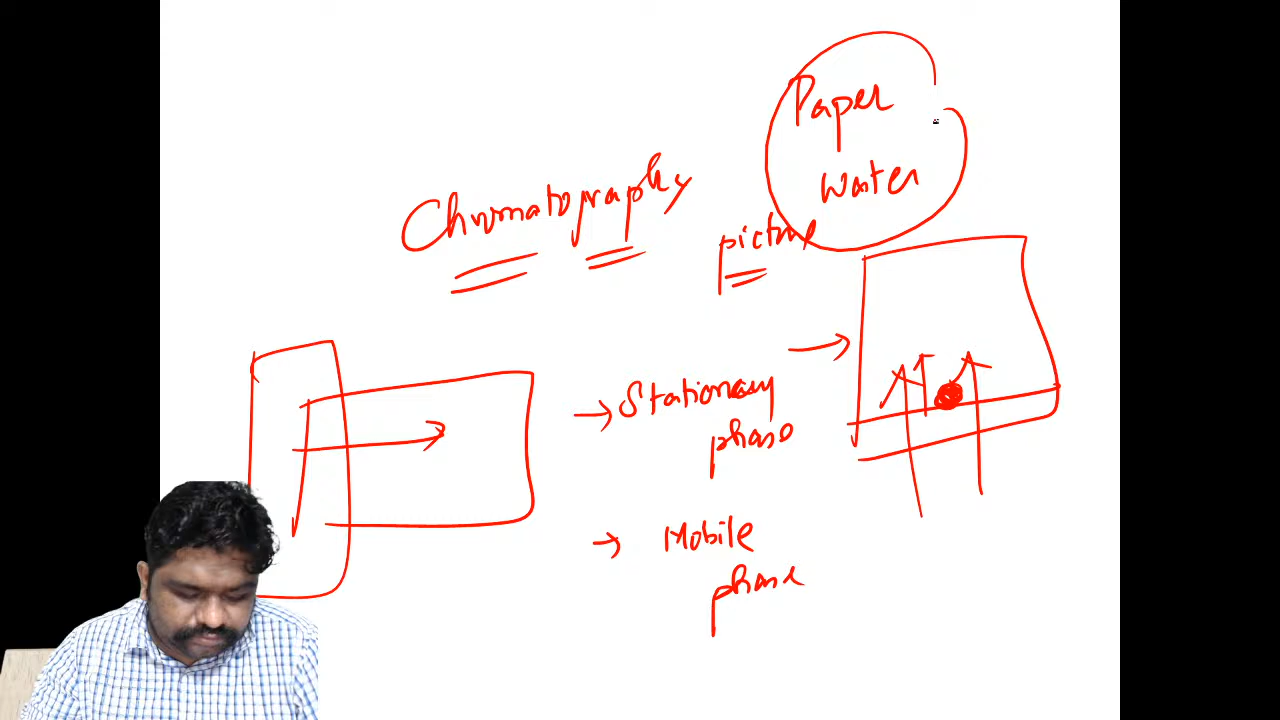 Paper
Water
Chromatography
picture
→ Stationary
phase
→ Mobile
phase